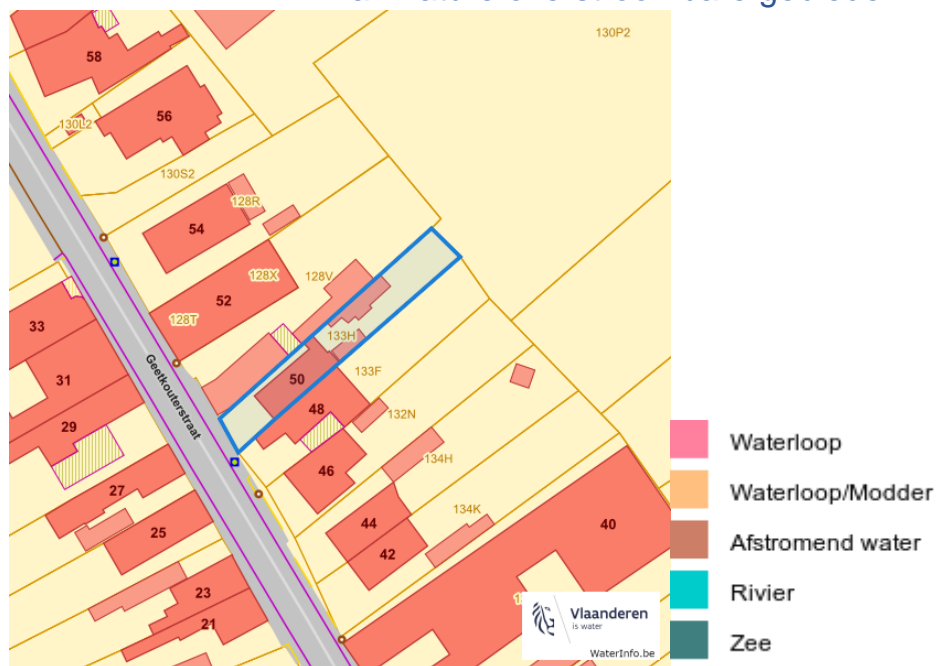 130P2
58
56
130L2
130S2
128R
54
128V
128X
52
128T
33
133H
31
Geetkouterstraat
50
133F
29
48
132N
Waterloop
46
134H
27
Waterloop/Modder
134K
44
40
25
42
Afstromend water
23
Rivier
21
Vlaanderen
is water
Zee
WaterInfo.be